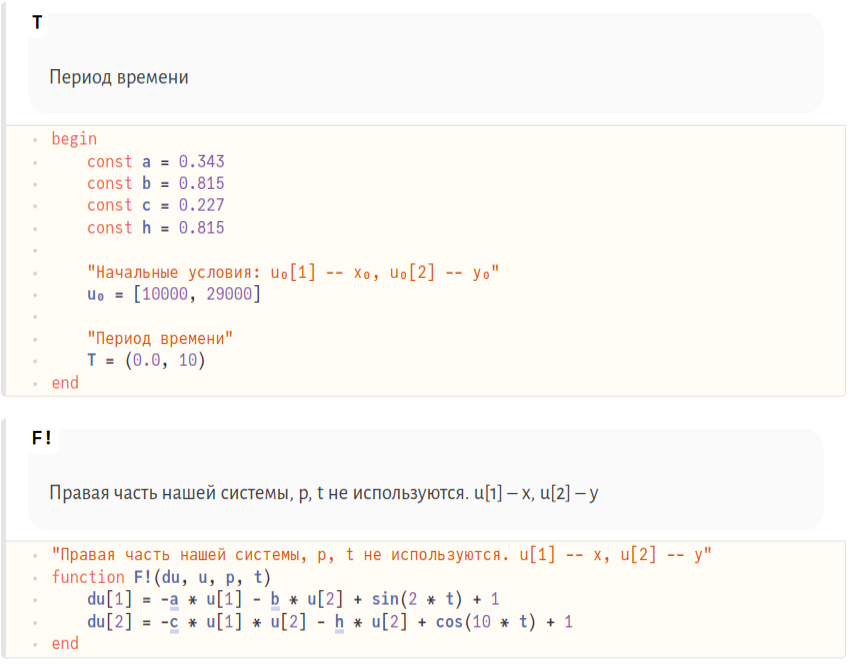 T
Период времени
begin
const a = 0.343
const b = 0.815
const c = 0.227
const h = 0.815
"Начальные условия: u₀[1] -- x₀, u₀[2] -- y₀"
u₀ = [10000, 29000]
"Период времени"
T = (0.0, 10)
end
F!
Правая часть нашей системы, p, t не используются. u[1] – x, u[2] – y
"Правая часть нашей системы, p, t не используются. u[1] -- x, u[2] -- y"
function F!(du, u, p, t)
du[1] = -a * u[1] - b * u[2] + sin(2 * t) + 1
du[2] = -c * u[1] * u[2] - h * u[2] + cos(10 * t) + 1
end